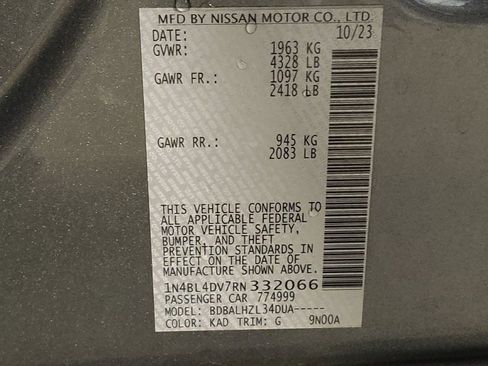 MFD BY NISSAN MOTOR CO., LTD.
DATE: 10/23
GVWR: 1963 KG
4328 LB
GAWR FR.: 1097 KG
2418 LB
GAWR RR.: 945 KG
2083 LB
THIS VEHICLE CONFORMS TO
ALL APPLICABLE FEDERAL
MOTOR VEHICLE SAFETY,
BUMPER, AND THEFT
PREVENTION STANDARDS IN
EFFECT ON THE DATE OF
MANUFACTURE SHOWN ABOVE.
1N4BL4DV7RN332066
PASSENGER CAR 774999
MODEL: BDBALHZL34DUA-----
COLOR: KAD TRIM: G 9N00A